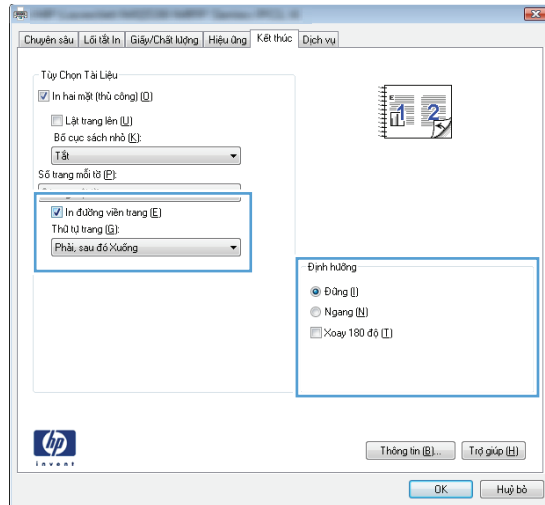 Chuyên sâu Lối tắt In Giấy/Chất lượng Hiệu ứng Kết thúc Dịch vụ
Tùy Chọn Tài Liệu
In hai mặt (thủ công) (O)
Lật trang lên (U)
Bố cục sách nhỏ (K):
Tắt
Số trang mỗi tờ (P):
In đường viền trang (E)
Thứ tự trang (G):
Phải, sau đó Xuống
1 2
Định hướng
Đứng (I)
Ngang (N)
Xoay 180 độ (T)
hp
invent
Thông tin (B)... Trợ giúp (H)
OK Huỷ bỏ